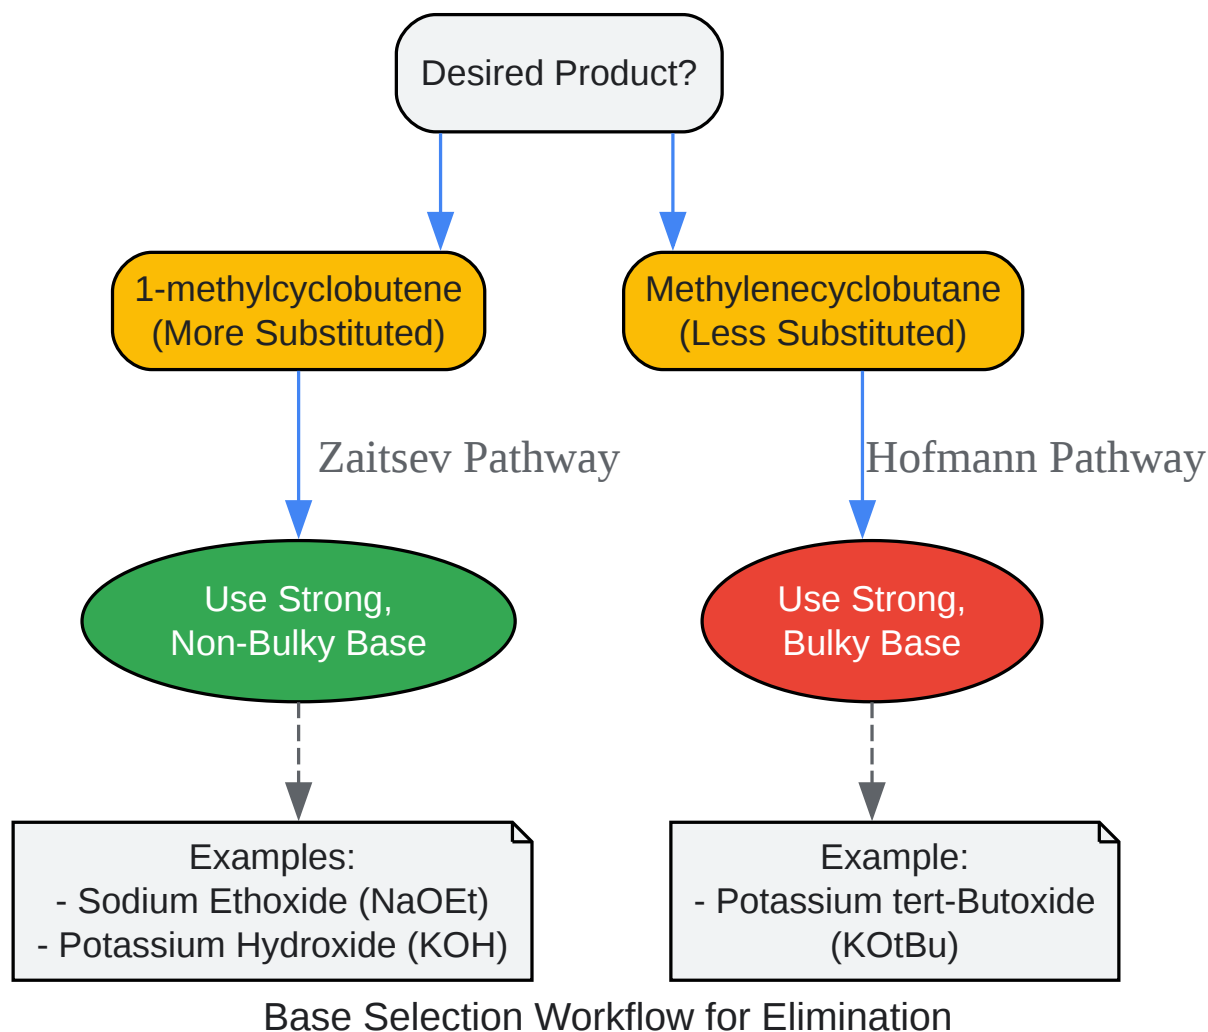 Desired Product?
1-methylcyclobutene
(More Substituted)
Methylenecyclobutane
(Less Substituted)
Zaitsev Pathway
Hofmann Pathway
Use Strong,
Non-Bulky Base
Use Strong,
Bulky Base
Examples:
- Sodium Ethoxide (NaOEt)
- Potassium Hydroxide (KOH)
Example:
- Potassium tert-Butoxide
(KOtBu)
Base Selection Workflow for Elimination